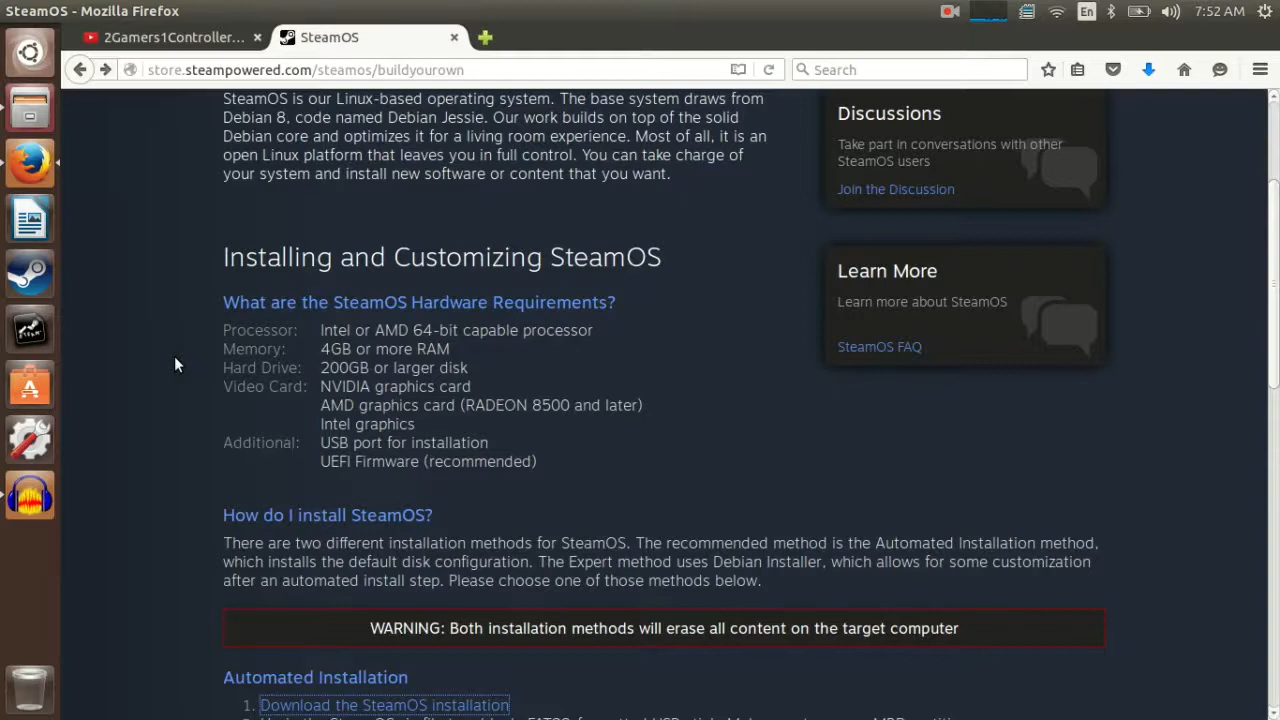 SteamOS - Mozilla Firefox
En
7:52 AM
2Gamers1Controller...
SteamOS
store.steampowered.com/steamos/buildyourown
Search
SteamOS is our Linux-based operating system. The base system draws from
Debian 8, code named Debian Jessie. Our work builds on top of the solid
Debian core and optimizes it for a living room experience. Most of all, it is an
open Linux platform that leaves you in full control. You can take charge of
your system and install new software or content that you want.
Discussions
Take part in conversations with other
SteamOS users
Join the Discussion
Installing and Customizing SteamOS
Learn More
Learn more about SteamOS
SteamOS FAQ
What are the SteamOS Hardware Requirements?
Processor: Intel or AMD 64-bit capable processor
Memory: 4GB or more RAM
Hard Drive: 200GB or larger disk
Video Card: NVIDIA graphics card
AMD graphics card (RADEON 8500 and later)
Intel graphics
Additional: USB port for installation
UEFI Firmware (recommended)
How do I install SteamOS?
There are two different installation methods for SteamOS. The recommended method is the Automated Installation method,
which installs the default disk configuration. The Expert method uses Debian Installer, which allows for some customization
after an automated install step. Please choose one of those methods below.
WARNING: Both installation methods will erase all content on the target computer
Automated Installation
1. Download the SteamOS installation